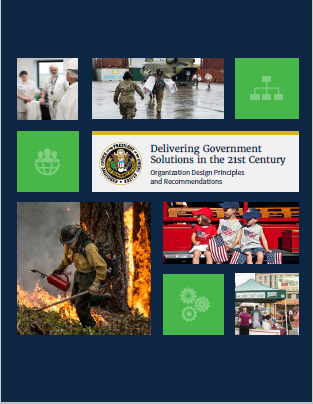 Delivering Government
Solutions in the 21st Century
Organization Design Principles
and Recommendations